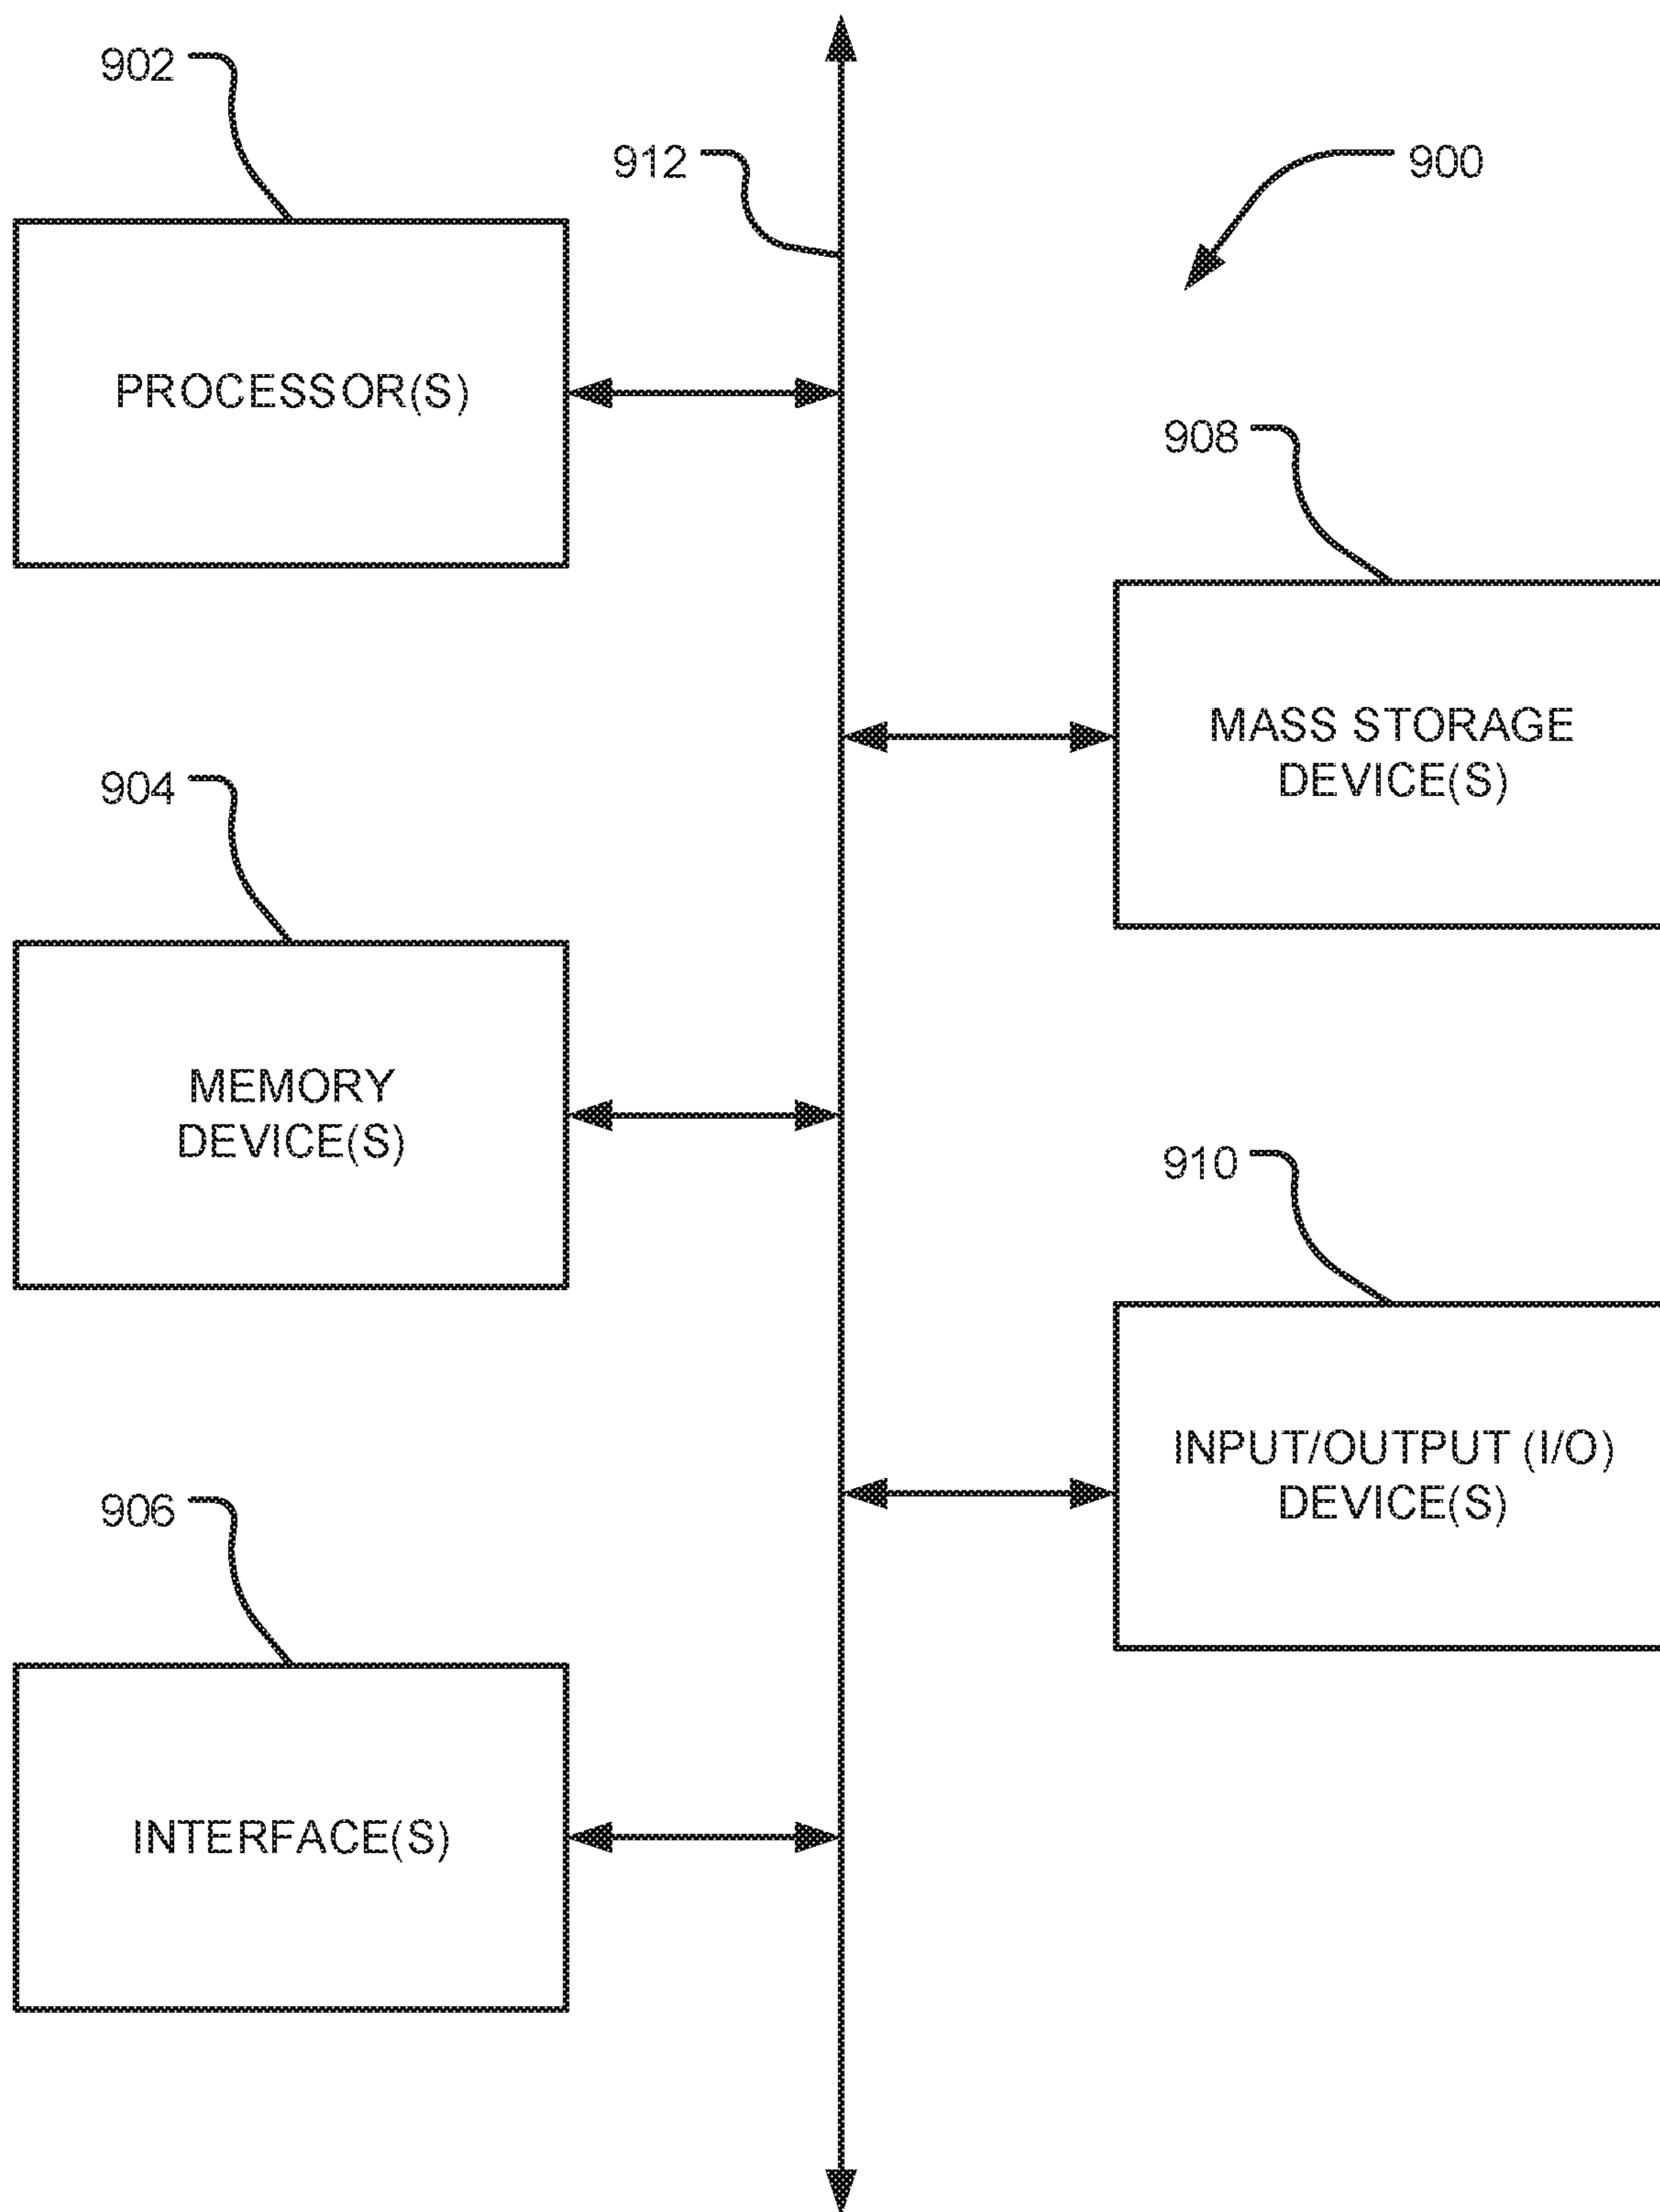 902
912
900
PROCESSOR(S)
908
MASS STORAGE
DEVICE(S)
904
MEMORY
DEVICE(S)
910
INPUT/OUTPUT (I/O)
DEVICE(S)
906
INTERFACE(S)